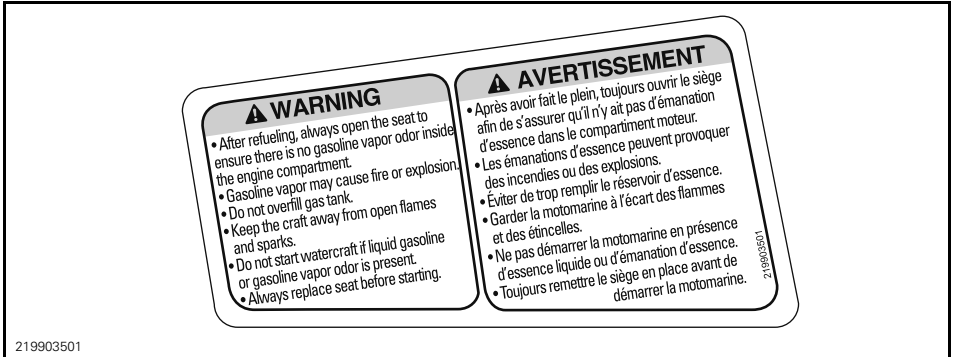 WARNING
• After refueling, always open the seat to
ensure there is no gasoline vapor odor inside
the engine compartment.
• Gasoline vapor may cause fire or explosion.
• Do not overfill gas tank.
• Keep the craft away from open flames
and sparks.
• Do not start watercraft if liquid gasoline
or gasoline vapor odor is present.
• Always replace seat before starting.
AVERTISSEMENT
• Après avoir fait le plein, toujours ouvrir le siège
afin de s'assurer qu'il n'y ait pas d'émanation
d'essence dans le compartiment moteur.
• Les émanations d'essence peuvent provoquer
des incendies ou des explosions.
• Éviter de trop remplir le réservoir d'essence.
• Garder la motomarine à l'écart des flammes
et des étincelles.
• Ne pas démarrer la motomarine en présence
d'essence liquide ou d'émanation d'essence.
• Toujours remettre le siège en place avant de
démarrer la motomarine.
219903501
219903501